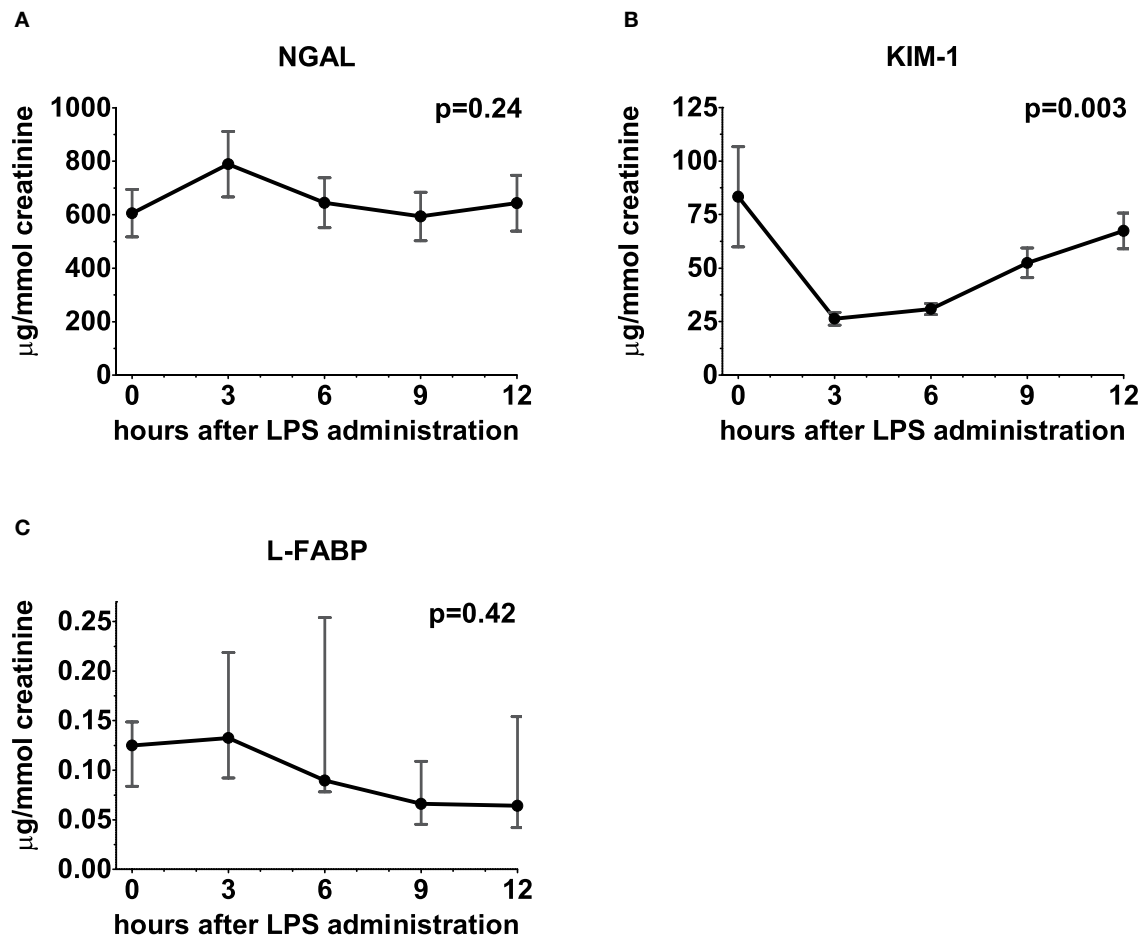 A
NGAL
p=0.24
1000
800
600
400
200
0
μg/mmol creatinine
0 3 6 9 12
hours after LPS administration
B
KIM-1
p=0.003
125
100
75
50
25
0
μg/mmol creatinine
0 3 6 9 12
hours after LPS administration
C
L-FABP
p=0.42
0.25
0.20
0.15
0.10
0.05
0.00
μg/mmol creatinine
0 3 6 9 12
hours after LPS administration